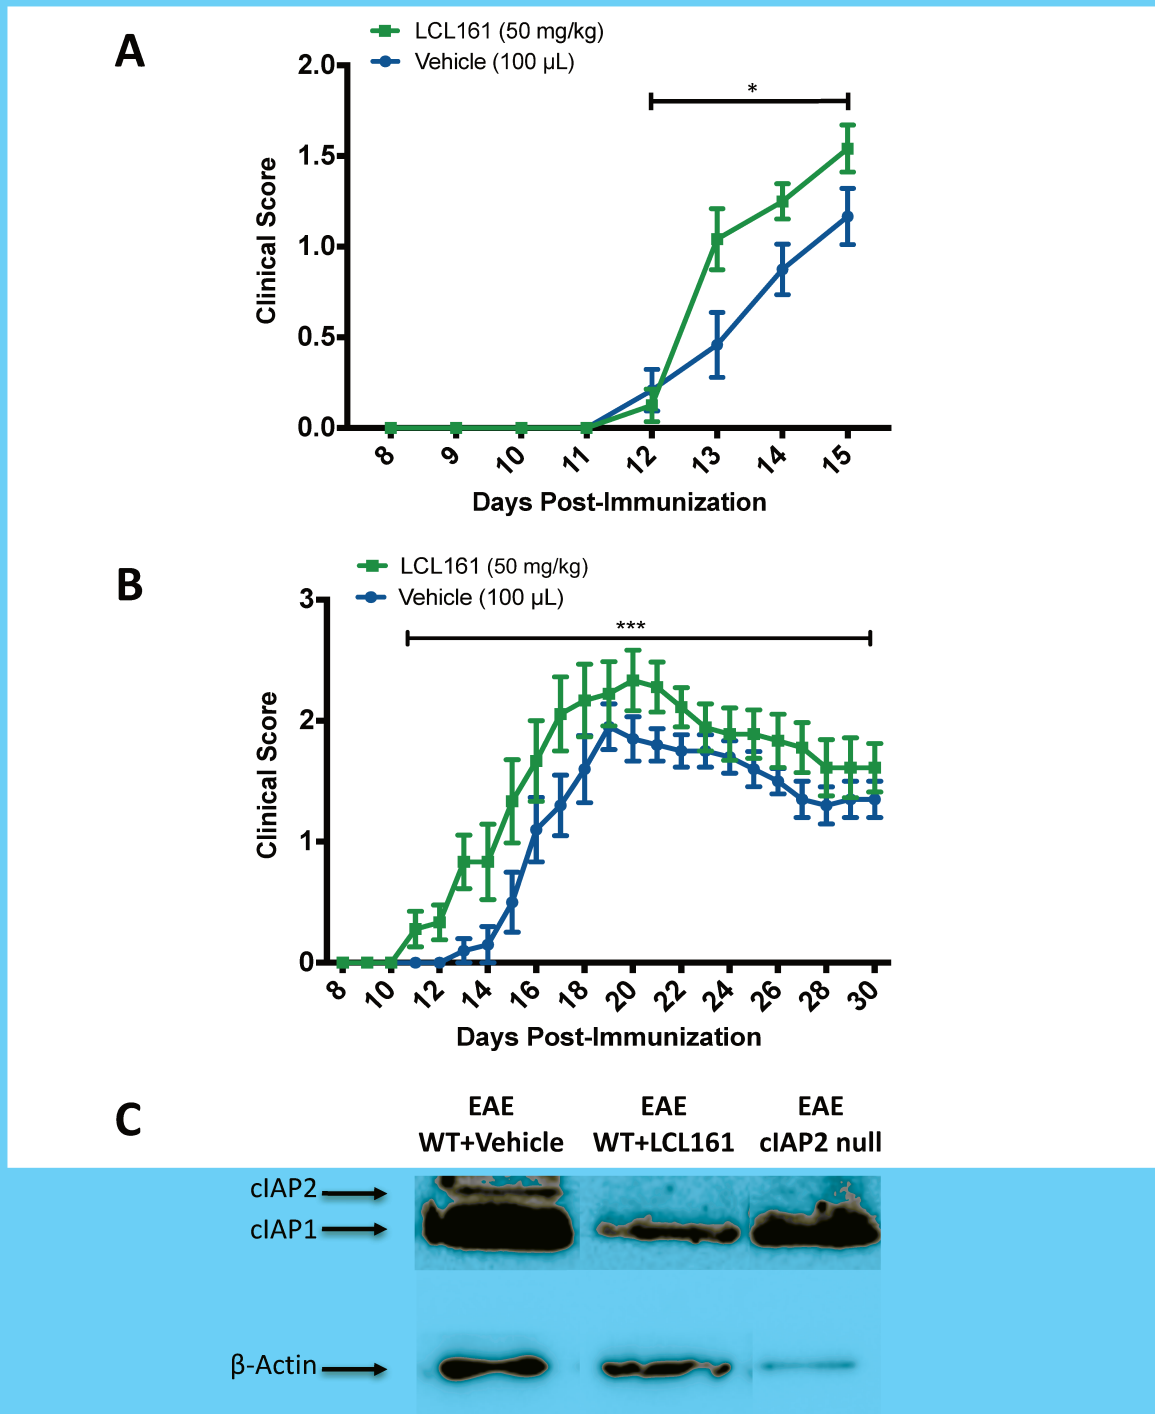 A
LCL161 (50 mg/kg)
Vehicle (100 µL)
*
2.0
1.5
1.0
0.5
0.0
Clinical Score
8 9 10 11 12 13 14 15
Days Post-Immunization
B
LCL161 (50 mg/kg)
Vehicle (100 µL)
***
3
2
1
0
Clinical Score
8 10 12 14 16 18 20 22 24 26 28 30
Days Post-Immunization
C
EAE EAE EAE
WT+Vehicle WT+LCL161 cIAP2 null
cIAP2
cIAP1
β-Actin